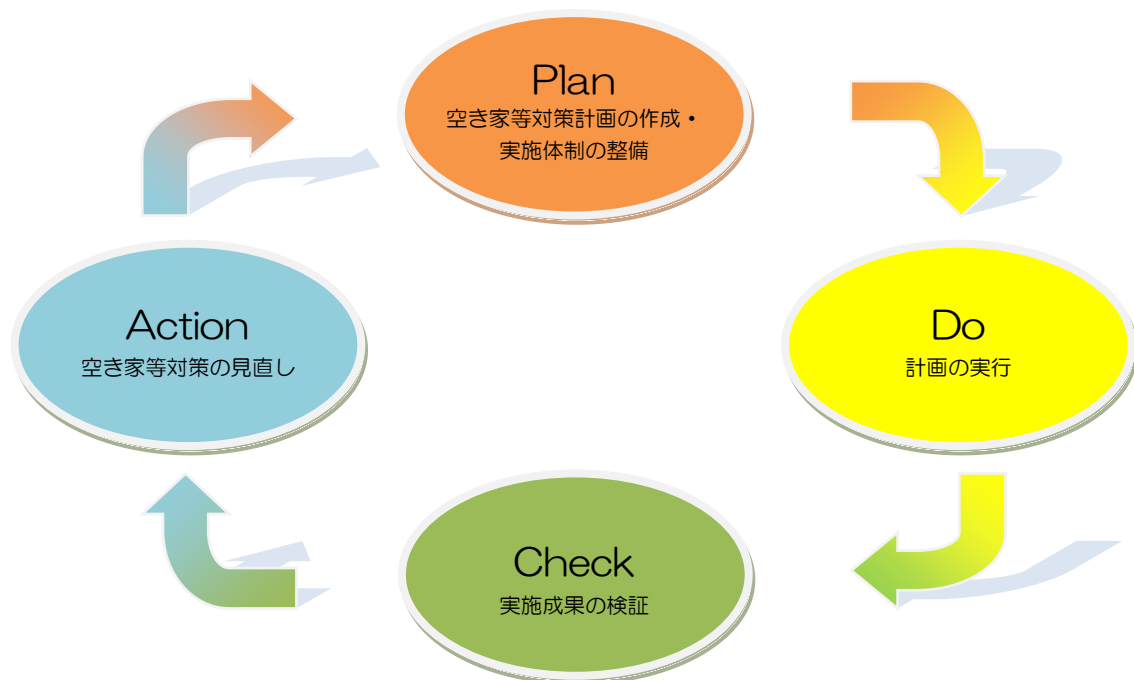 Plan
空き家等対策計画の作成・
実施体制の整備
Action
空き家等対策の見直し
Do
計画の実行
Check
実施成果の検証